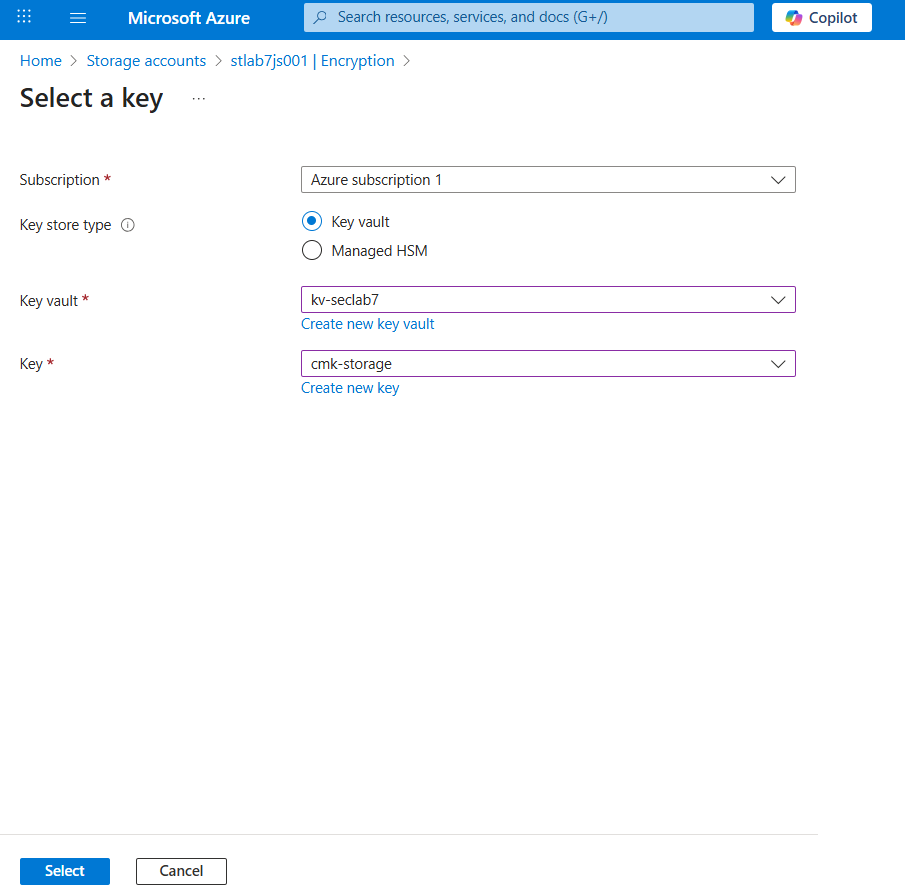 Microsoft Azure
Search resources, services, and docs (G+/)
Copilot
Home > Storage accounts > stlab7js001 | Encryption >
Select a key ...
Subscription *
Azure subscription 1
Key store type
Key vault
Managed HSM
Key vault *
kv-seclab7
Create new key vault
Key *
cmk-storage
Create new key
Select
Cancel